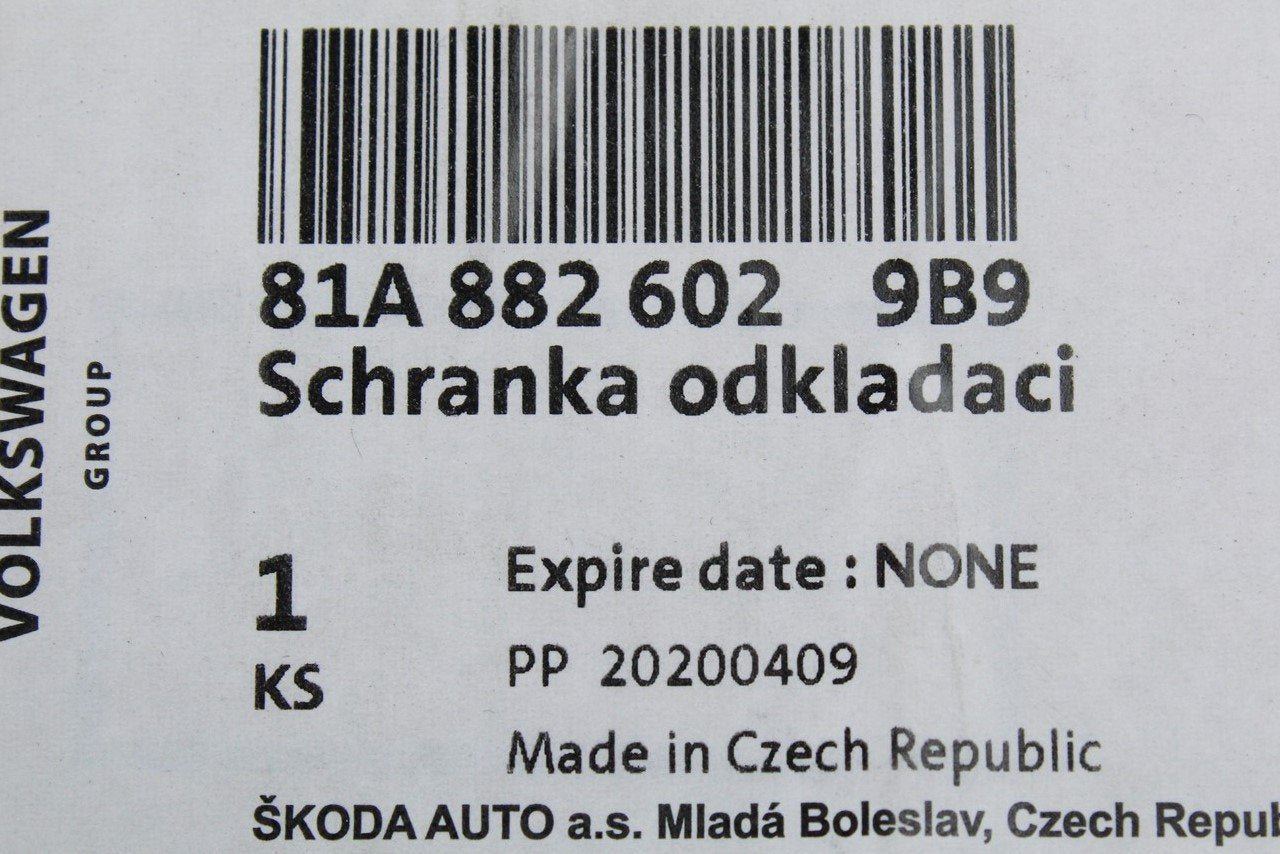 VOLKSWAGEN
GROUP
81A 882 602 9B9
Schranka odkladaci
1
KS
Expire date : NONE
PP 20200409
Made in Czech Republic
ŠKODA AUTO a.s. Mladá Boleslav, Czech Repub